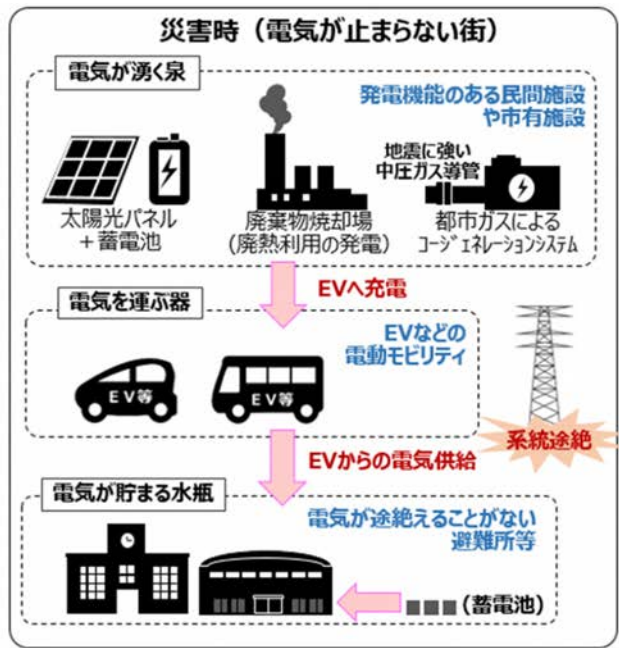 災害時（電気が止まらない街）
電気が湧く泉
発電機能のある民間施設
や市有施設
地震に強い
中圧ガス導管
太陽光パネル
＋蓄電池
廃棄物焼却場
（廃熱利用の発電）
都市ガスによる
コージェネレーションシステム
EVへ充電
電気を運ぶ器
EVなどの
電動モビリティ
EV等
EV等
系統途絶
EVからの電気供給
電気が貯まる水瓶
電気が途絶えることがない
避難所等
（蓄電池）